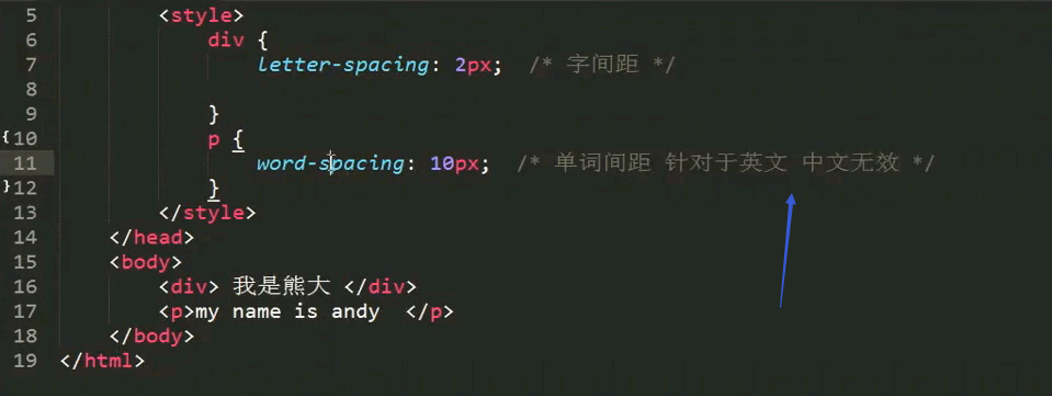 5 <style>
6 div {
7 letter-spacing: 2px; /* 字间距 */
8
9 }
10 p {
11 word-spacing: 10px; /* 单词间距 针对于英文 中文无效 */
12 }
13 </style>
14 </head>
15 <body>
16 <div> 我是熊大 </div>
17 <p>my name is andy  </p>
18 </body>
19 </html>